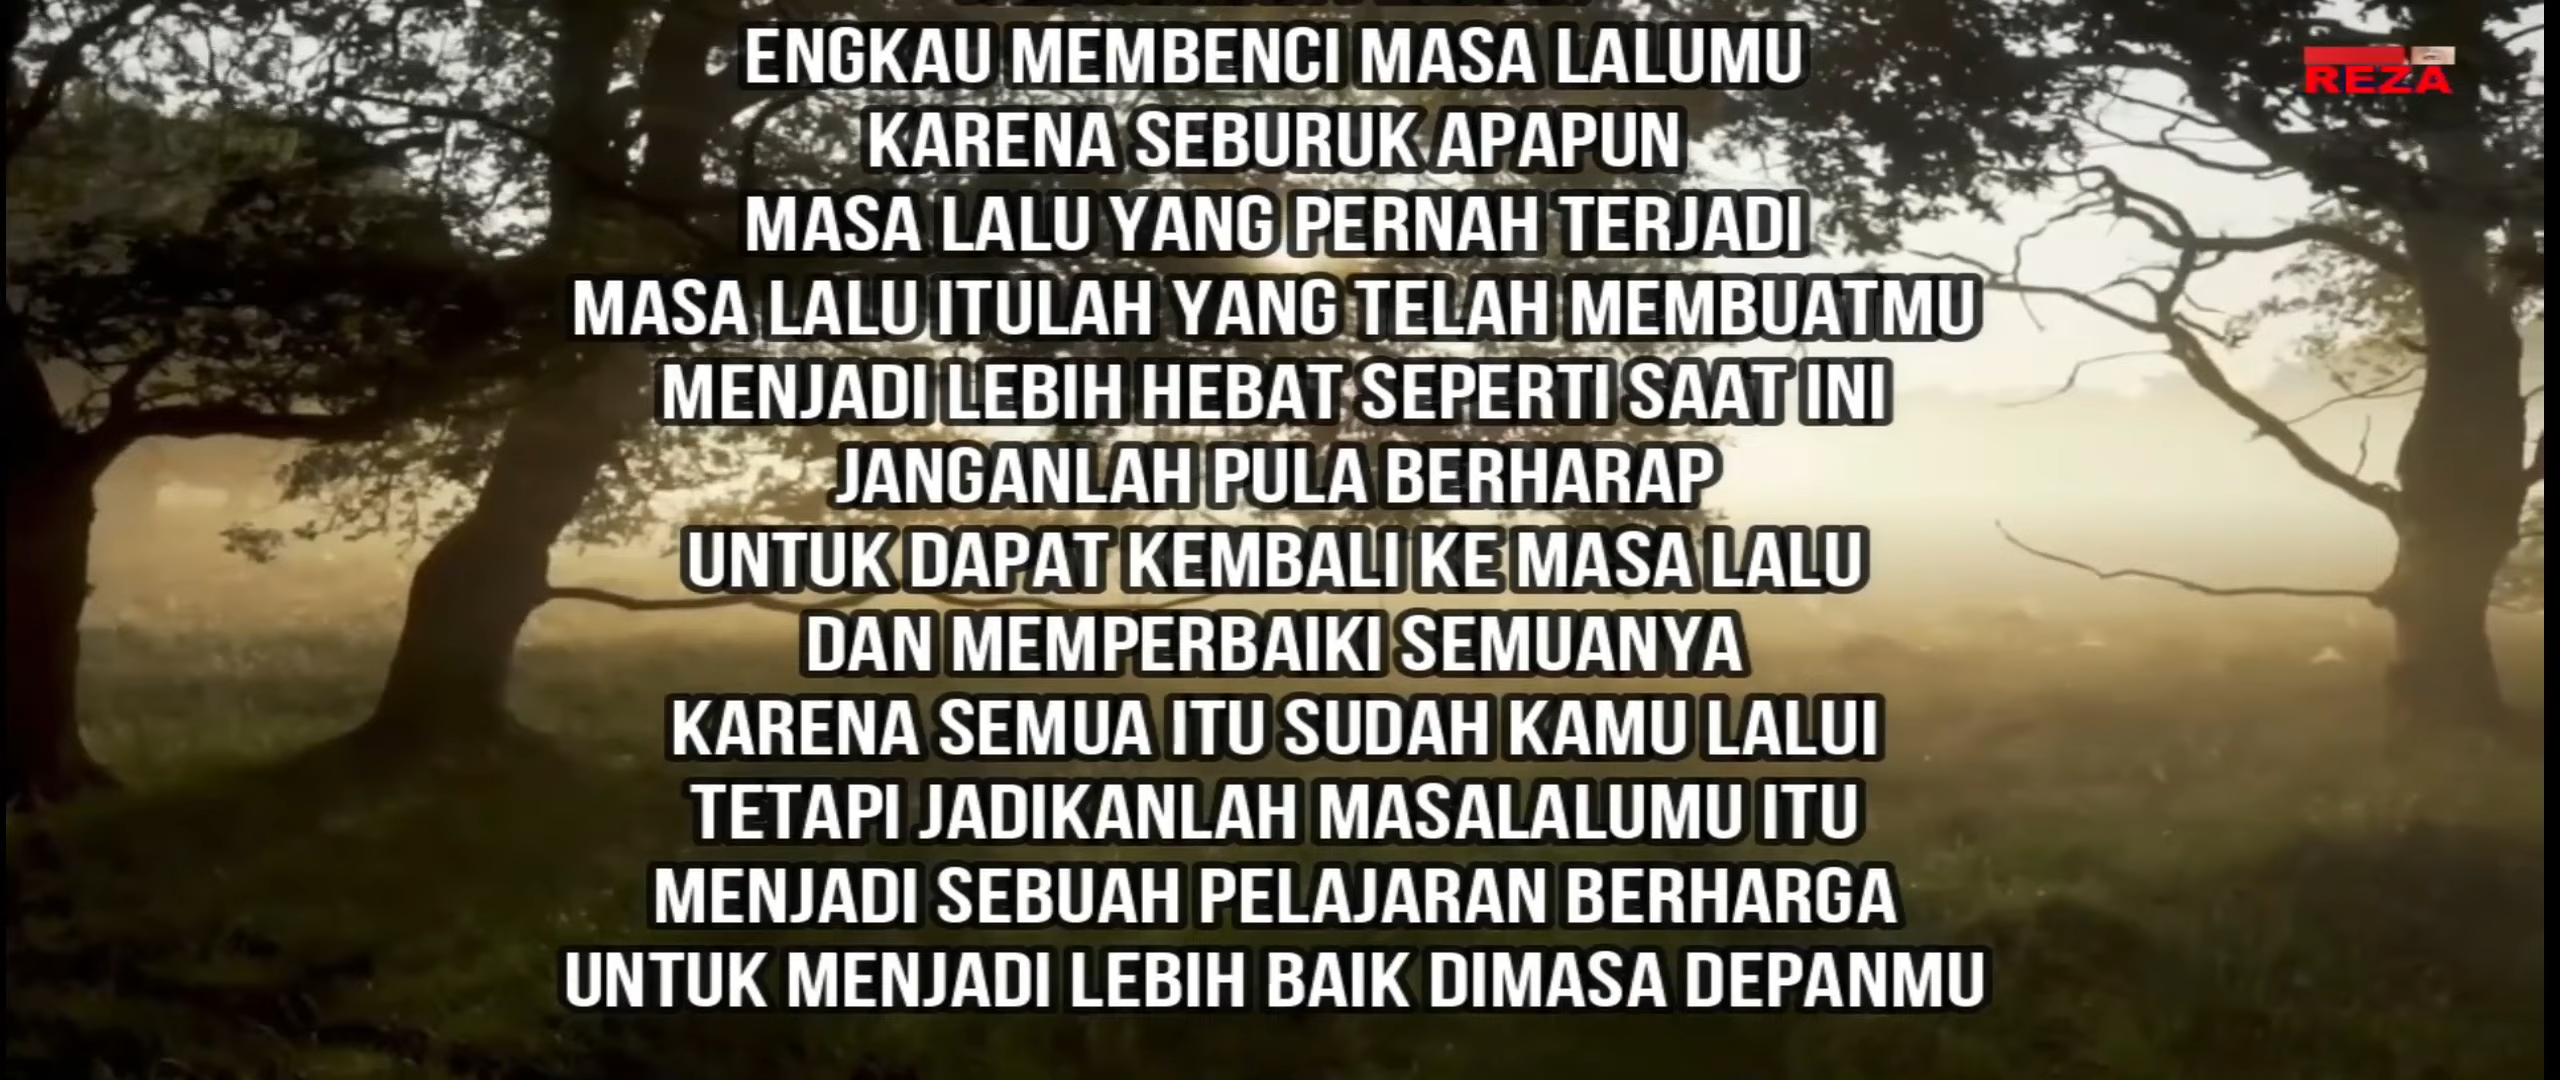 ENGKAU MEMBENCI MASA LALUMU
KARENA SEBURUK APAPUN
MASA LALU YANG PERNAH TERJADI
MASA LALU ITULAH YANG TELAH MEMBUATMU
MENJADI LEBIH HEBAT SEPERTI SAAT INI
JANGANLAH PULA BERHARAP
UNTUK DAPAT KEMBALI KE MASA LALU
DAN MEMPERBAIKI SEMUANYA
KARENA SEMUA ITU SUDAH KAMU LALUI
TETAPI JADIKANLAH MASALALUMU ITU
MENJADI SEBUAH PELAJARAN BERHARGA
UNTUK MENJADI LEBIH BAIK DIMASA DEPANMU
REZA